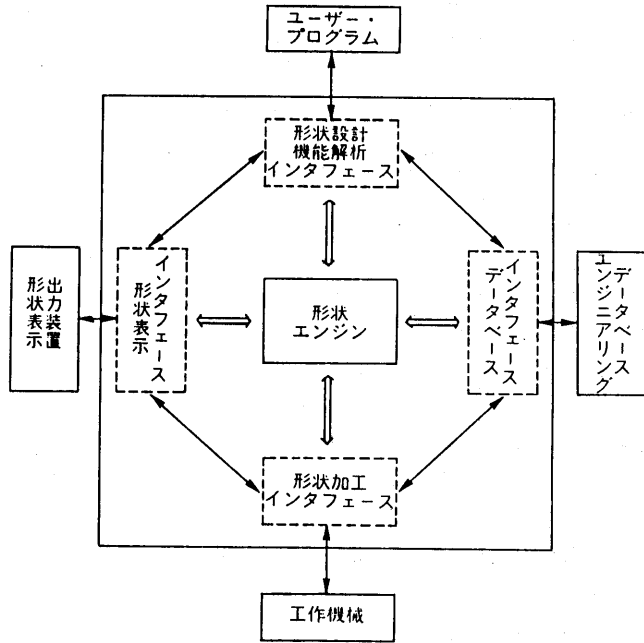 ユーザー・
プログラム
形状設計
機能解析
インタフェース
形状表示
出力装置
形状表示
インタフェース
形状
エンジン
データベース
インタフェース
エンジニアリング
データベース
形状加工
インタフェース
工作機械